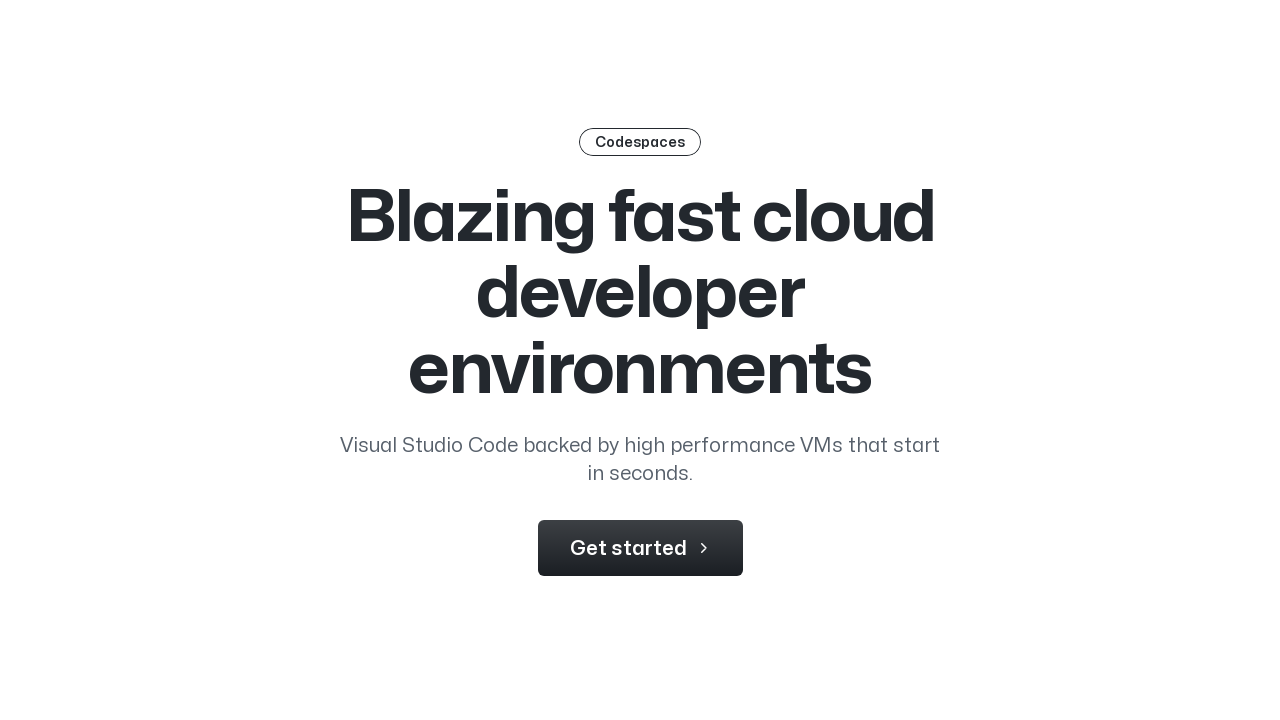 Codespaces
Blazing fast cloud
developer
environments
Visual Studio Code backed by high performance VMs that start
in seconds.
Get started